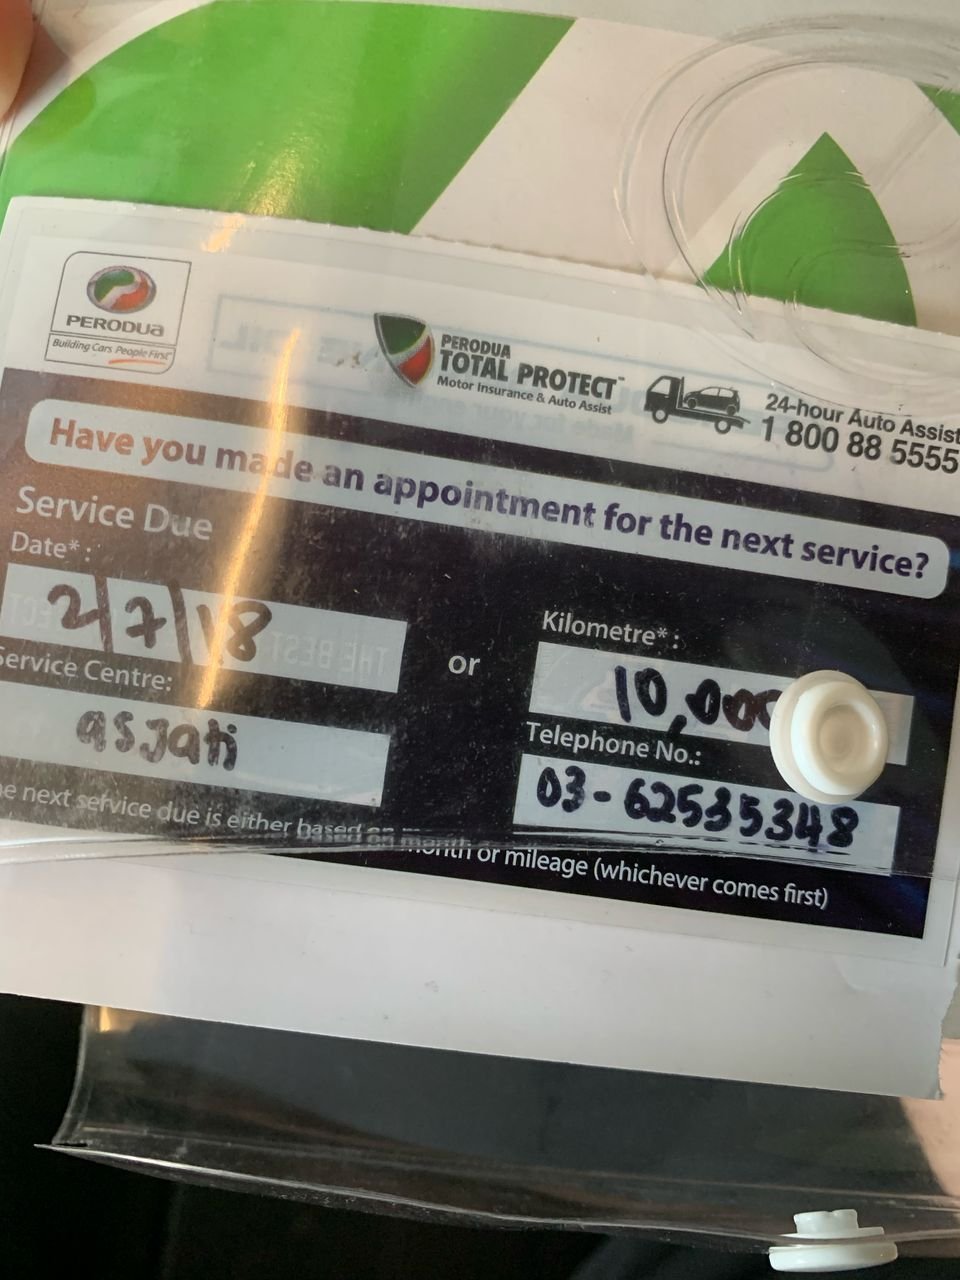 PERODUA
Building Cars People First
PERODUA
TOTAL PROTECT™
Motor Insurance & Auto Assist
24-hour Auto Assist
1 800 88 5555
Have you made an appointment for the next service?
Service Due
Date* :
2/7/18
or
Kilometre* :
10,000
Service Centre:
asjati
Telephone No.:
03-62535348
next service due is either based on month or mileage (whichever comes first)